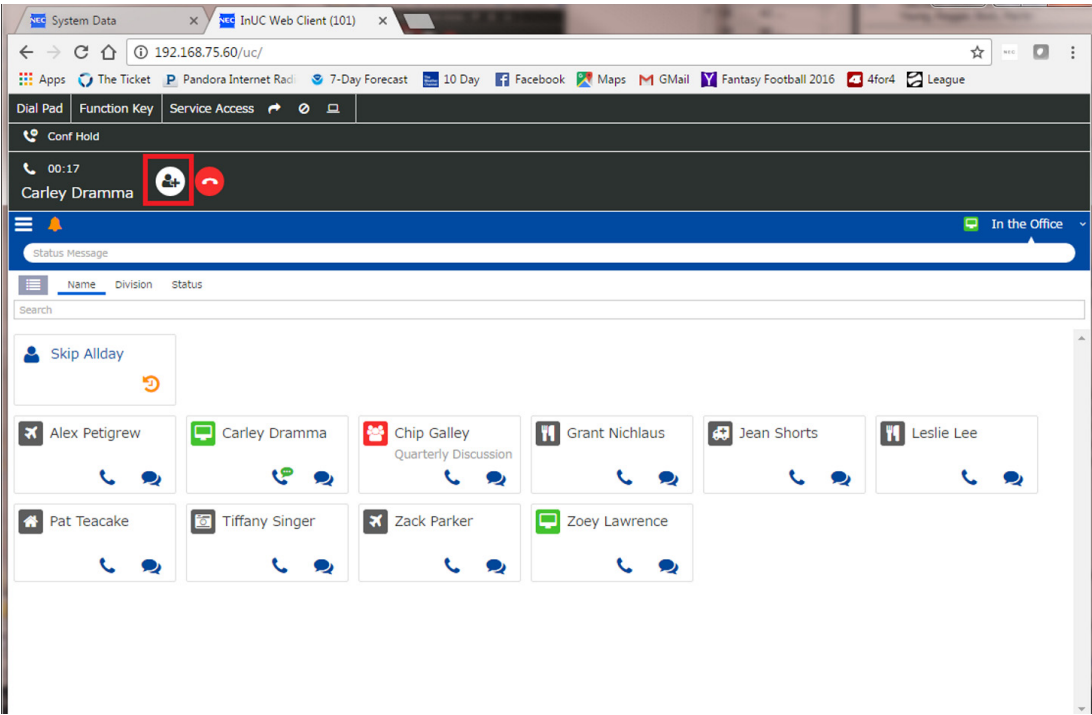 NEC System Data NEC InUC Web Client (101)
192.168.75.60/uc/ NEC
Apps The Ticket Pandora Internet Radi 7-Day Forecast 10 Day Facebook Maps GMail Fantasy Football 2016 4for4 League
Dial Pad Function Key Service Access
Conf Hold
00:17
Carley Dramma
In the Office
Status Message
Name Division Status
Search
Skip Allday
Alex Petigrew Carley Dramma Chip Galley Grant Nichlaus Jean Shorts Leslie Lee
Quarterly Discussion
Pat Teacake Tiffany Singer Zack Parker Zoey Lawrence